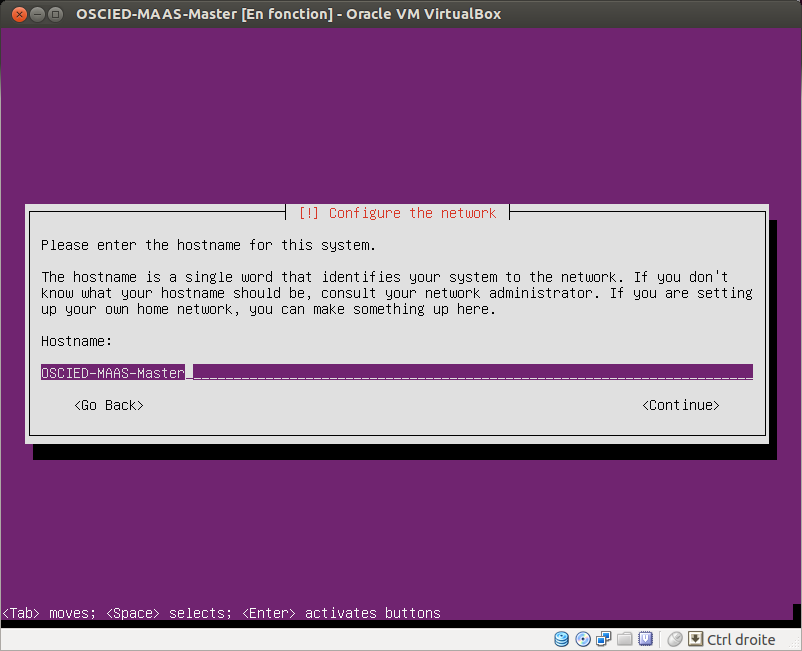 OSCIED-MAAS-Master [En fonction] - Oracle VM VirtualBox
[!] Configure the network
Please enter the hostname for this system.
The hostname is a single word that identifies your system to the network. If you don't
know what your hostname should be, consult your network administrator. If you are setting
up your own home network, you can make something up here.
Hostname:
OSCIED-MAAS-Master
<Go Back> <Continue>
<Tab> moves; <Space> selects; <Enter> activates buttons
Ctrl droite